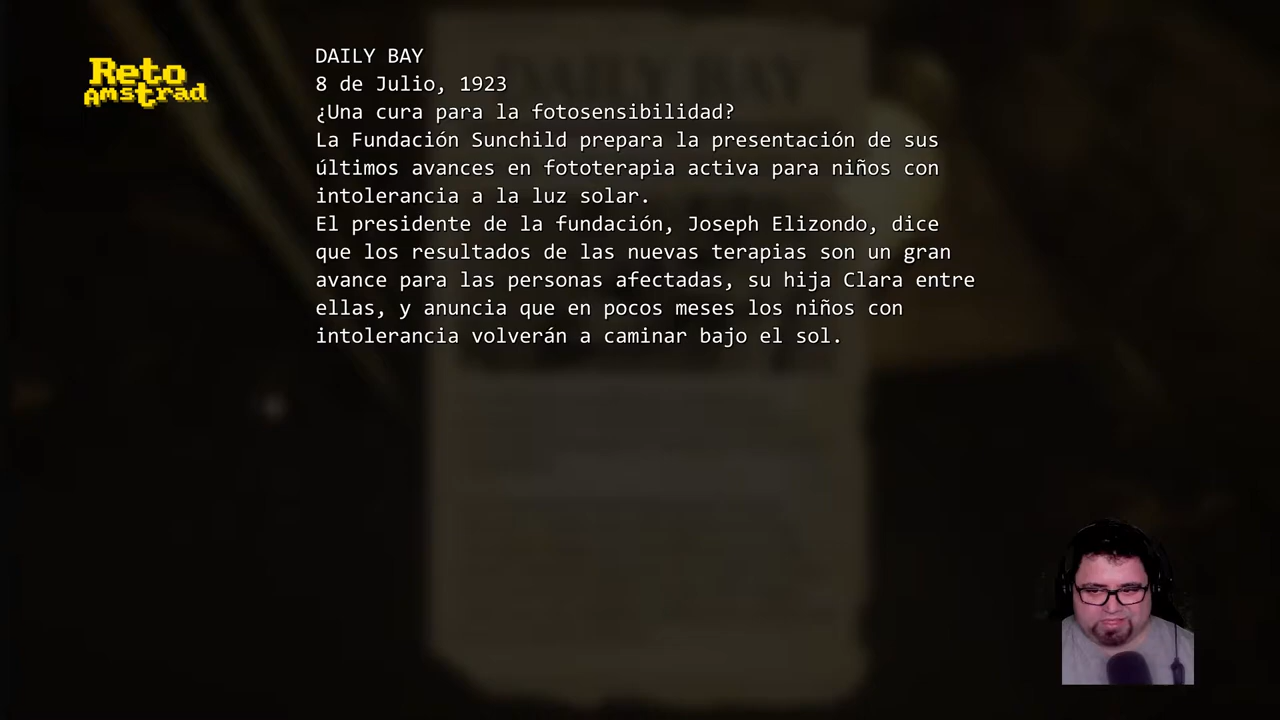 Reto
Amstrad
DAILY BAY
8 de Julio, 1923
¿Una cura para la fotosensibilidad?
La Fundación Sunchild prepara la presentación de sus
últimos avances en fototerapia activa para niños con
intolerancia a la luz solar.
El presidente de la fundación, Joseph Elizondo, dice
que los resultados de las nuevas terapias son un gran
avance para las personas afectadas, su hija Clara entre
ellas, y anuncia que en pocos meses los niños con
intolerancia volverán a caminar bajo el sol.